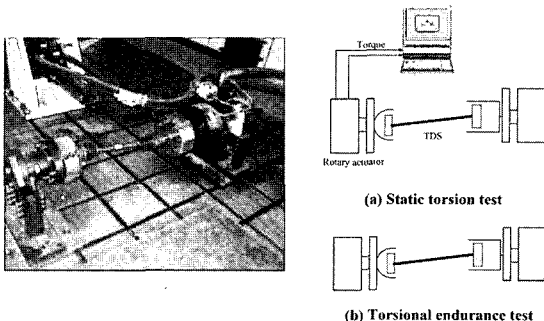 Torque
TDS
Rotary actuator
(a) Static torsion test
(b) Torsional endurance test